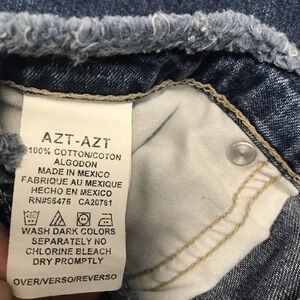 AZT-AZT
100% COTTON/COTON
ALGODON
MADE IN MEXICO
FABRIQUE AU MEXIQUE
HECHO EN MEXICO
RN#56476 CA20781
WASH DARK COLORS
SEPARATELY NO
CHLORINE BLEACH
DRY PROMPTLY
OVER/VERSO/REVERSO